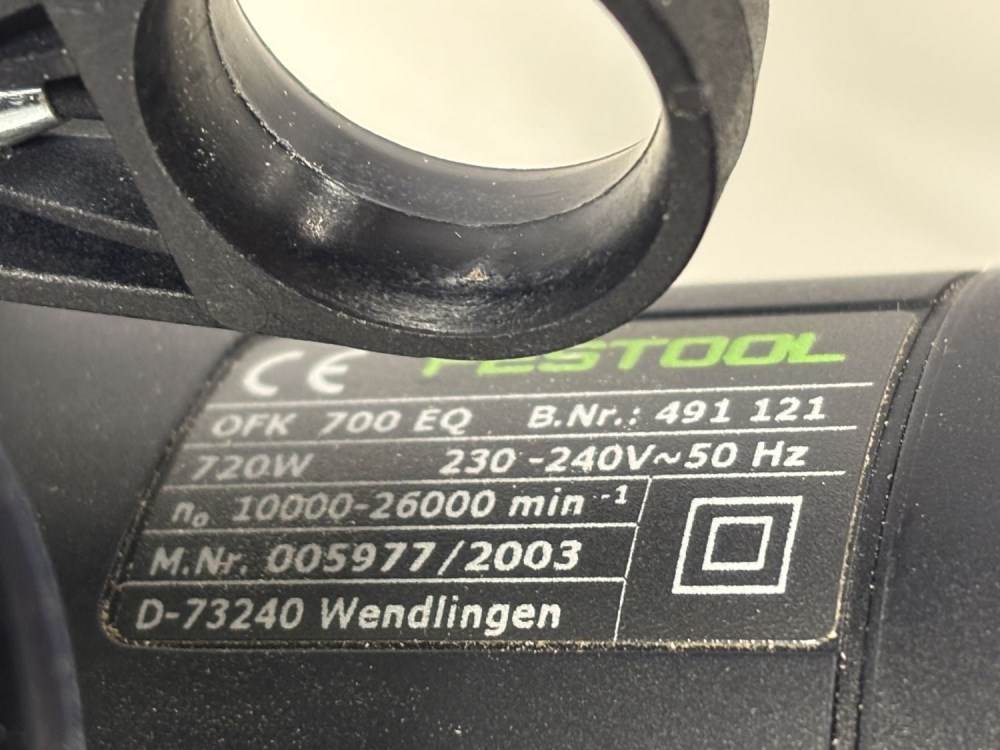 CE FESTOOL
OFK 700 EQ B.Nr.: 491 121
720W 230 -240V~50 Hz
n₀ 10000-26000 min ⁻¹
M.Nr. 005977/2003
D-73240 Wendlingen